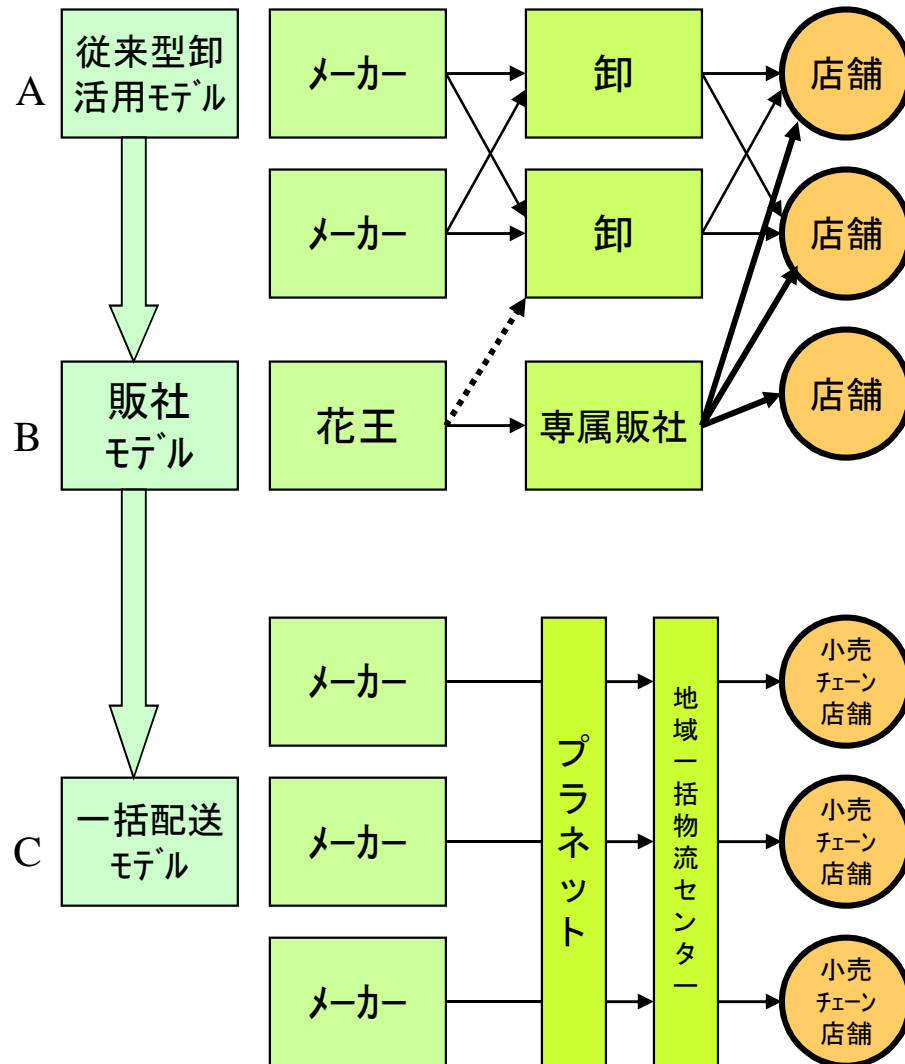 A
従来型卸
活用ﾓﾃﾞﾙ
ﾒｰｶｰ
卸
店舗
ﾒｰｶｰ
卸
店舗
B
販社
ﾓﾃﾞﾙ
花王
専属販社
店舗
C
一括配送
ﾓﾃﾞﾙ
ﾒｰｶｰ
ﾒｰｶｰ
ﾒｰｶｰ
プラネット
地域一括物流センター
小売
ﾁｪｰﾝ
店舗
小売
ﾁｪｰﾝ
店舗
小売
ﾁｪｰﾝ
店舗